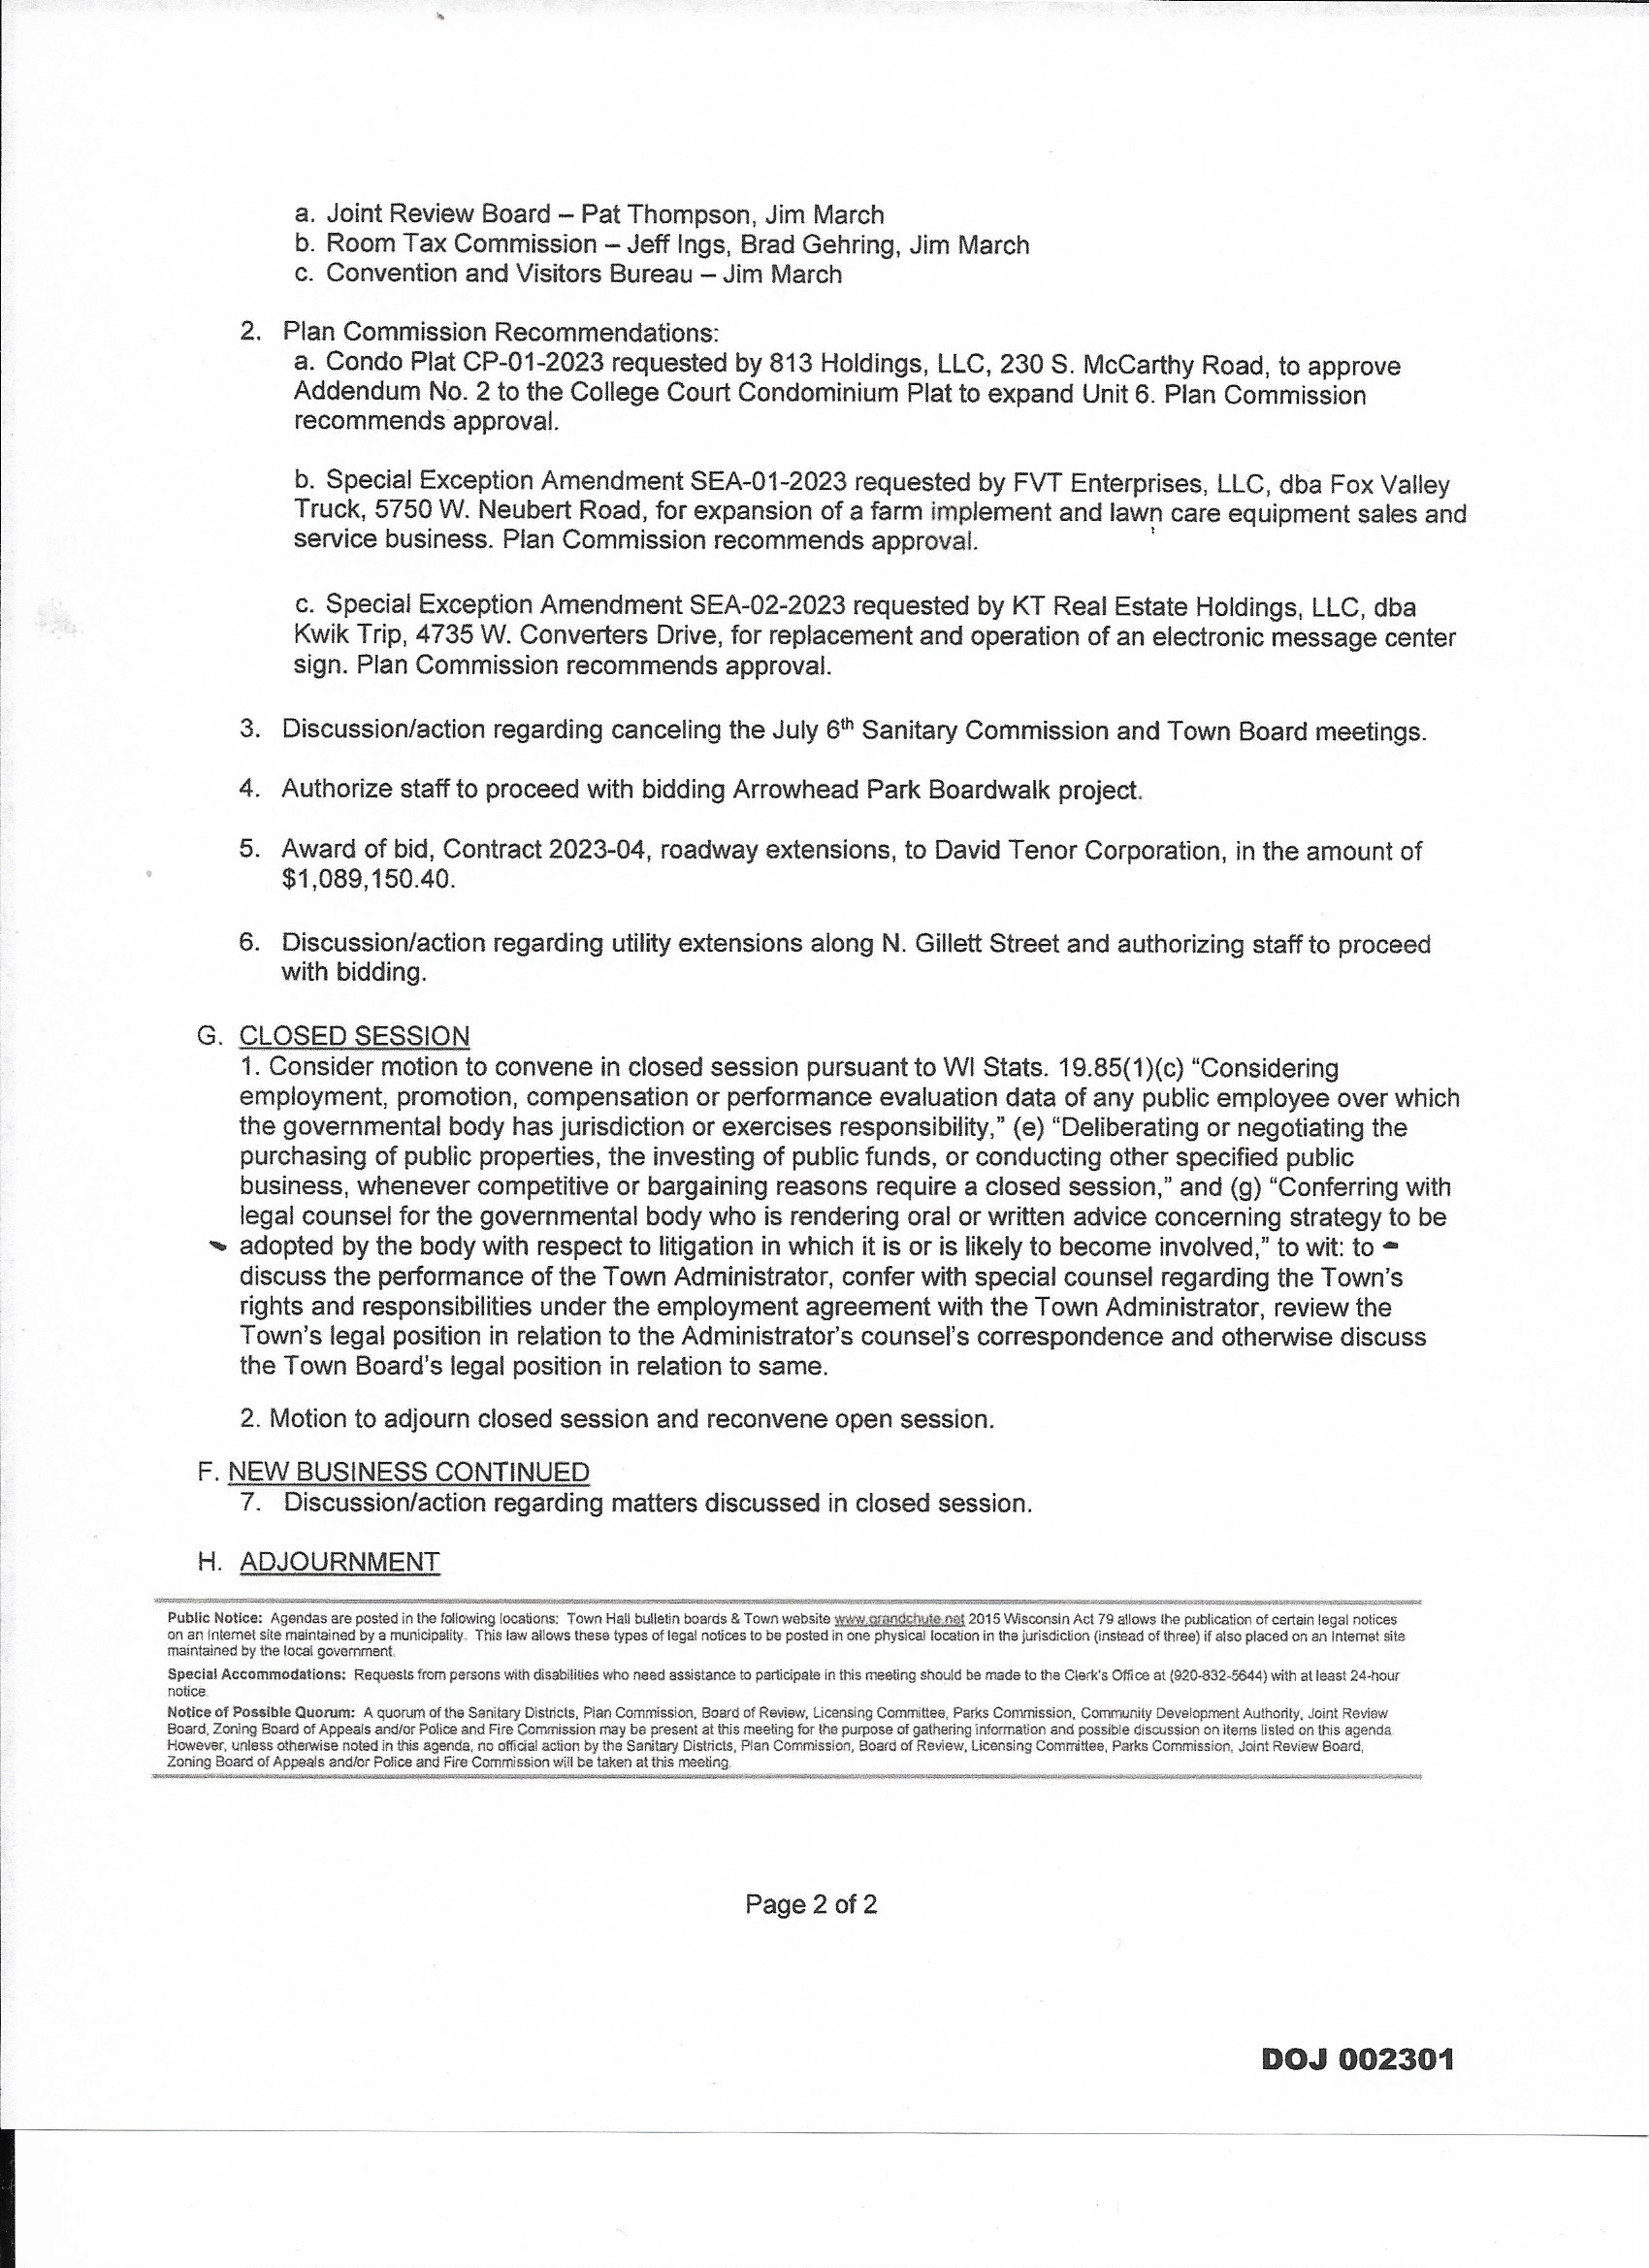 a. Joint Review Board – Pat Thompson, Jim March
b. Room Tax Commission – Jeff Ings, Brad Gehring, Jim March
c. Convention and Visitors Bureau – Jim March
2. Plan Commission Recommendations:
a. Condo Plat CP-01-2023 requested by 813 Holdings, LLC, 230 S. McCarthy Road, to approve
Addendum No. 2 to the College Court Condominium Plat to expand Unit 6. Plan Commission
recommends approval.
b. Special Exception Amendment SEA-01-2023 requested by FVT Enterprises, LLC, dba Fox Valley
Truck, 5750 W. Neubert Road, for expansion of a farm implement and lawn care equipment sales and
service business. Plan Commission recommends approval.
c. Special Exception Amendment SEA-02-2023 requested by KT Real Estate Holdings, LLC, dba
Kwik Trip, 4735 W. Converters Drive, for replacement and operation of an electronic message center
sign. Plan Commission recommends approval.
3. Discussion/action regarding canceling the July 6th Sanitary Commission and Town Board meetings.
4. Authorize staff to proceed with bidding Arrowhead Park Boardwalk project.
5. Award of bid, Contract 2023-04, roadway extensions, to David Tenor Corporation, in the amount of
$1,089,150.40.
6. Discussion/action regarding utility extensions along N. Gillett Street and authorizing staff to proceed
with bidding.
G. CLOSED SESSION
1. Consider motion to convene in closed session pursuant to WI Stats. 19.85(1)(c) “Considering
employment, promotion, compensation or performance evaluation data of any public employee over which
the governmental body has jurisdiction or exercises responsibility,” (e) “Deliberating or negotiating the
purchasing of public properties, the investing of public funds, or conducting other specified public
business, whenever competitive or bargaining reasons require a closed session,” and (g) “Conferring with
legal counsel for the governmental body who is rendering oral or written advice concerning strategy to be
adopted by the body with respect to litigation in which it is or is likely to become involved,” to wit: to
discuss the performance of the Town Administrator, confer with special counsel regarding the Town’s
rights and responsibilities under the employment agreement with the Town Administrator, review the
Town’s legal position in relation to the Administrator’s counsel’s correspondence and otherwise discuss
the Town Board’s legal position in relation to same.
2. Motion to adjourn closed session and reconvene open session.
F. NEW BUSINESS CONTINUED
7. Discussion/action regarding matters discussed in closed session.
H. ADJOURNMENT
Public Notice: Agendas are posted in the following locations: Town Hall bulletin boards & Town website www.grandchute.net 2015 Wisconsin Act 79 allows the publication of certain legal notices
on an Internet site maintained by a municipality. This law allows these types of legal notices to be posted in one physical location in the jurisdiction (instead of three) if also placed on an Internet site
maintained by the local government.
Special Accommodations: Requests from persons with disabilities who need assistance to participate in this meeting should be made to the Clerk's Office at (920-832-5644) with at least 24-hour
notice.
Notice of Possible Quorum: A quorum of the Sanitary Districts, Plan Commission, Board of Review, Licensing Committee, Parks Commission, Community Development Authority, Joint Review
Board, Zoning Board of Appeals and/or Police and Fire Commission may be present at this meeting for the purpose of gathering information and possible discussion on items listed on this agenda.
However, unless otherwise noted in this agenda, no official action by the Sanitary Districts, Plan Commission, Board of Review, Licensing Committee, Parks Commission, Joint Review Board,
Zoning Board of Appeals and/or Police and Fire Commission will be taken at this meeting.
Page 2 of 2
DOJ 002301